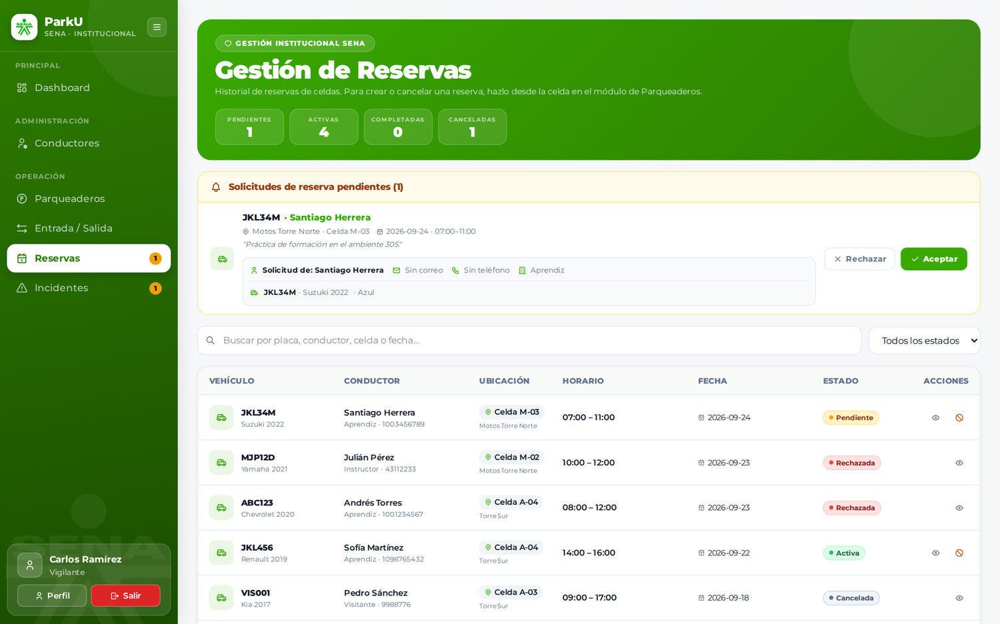 SENA
ParkU
SENA · INSTITUCIONAL
PRINCIPAL
Dashboard
ADMINISTRACIÓN
Conductores
OPERACIÓN
Parqueaderos
Entrada / Salida
Reservas 1
Incidentes 1
SENA
Carlos Ramírez
Vigilante
Perfil
Salir
GESTIÓN INSTITUCIONAL SENA
Gestión de Reservas
Historial de reservas de celdas. Para crear o cancelar una reserva, hazlo desde la celda en el módulo de Parqueaderos.
PENDIENTES ACTIVAS COMPLETADAS CANCELADAS
1 4 0 1
Solicitudes de reserva pendientes (1)
JKL34M · Santiago Herrera
Motos Torre Norte · Celda M-03 2026-09-24 · 07:00–11:00
"Práctica de formación en el ambiente 305."
Solicitud de: Santiago Herrera Sin correo Sin teléfono Aprendiz
JKL34M · Suzuki 2022 · Azul
Rechazar
Aceptar
Buscar por placa, conductor, celda o fecha...
Todos los estados
VEHÍCULO CONDUCTOR UBICACIÓN HORARIO FECHA ESTADO ACCIONES
JKL34M Santiago Herrera Celda M-03 07:00 – 11:00 2026-09-24 Pendiente
Suzuki 2022 Aprendiz · 1003456789 Motos Torre Norte
MJP12D Julián Pérez Celda M-02 10:00 – 12:00 2026-09-23 Rechazada
Yamaha 2021 Instructor · 43112233 Motos Torre Norte
ABC123 Andrés Torres Celda A-04 08:00 – 12:00 2026-09-23 Rechazada
Chevrolet 2020 Aprendiz · 1001234567 Torre Sur
JKL456 Sofía Martínez Celda A-04 14:00 – 16:00 2026-09-22 Activa
Renault 2019 Aprendiz · 1098765432 Torre Sur
VIS001 Pedro Sánchez Celda A-03 09:00 – 17:00 2026-09-18 Cancelada
Kia 2017 Visitante · 9988776 Torre Sur